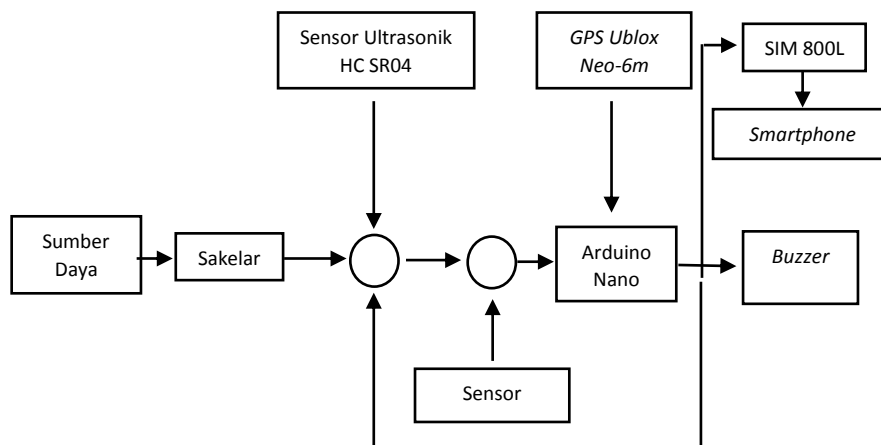 Sensor Ultrasonik
HC SR04
GPS Ublox
Neo-6m
SIM 800L
Smartphone
Sumber
Daya
Sakelar
Arduino
Nano
Buzzer
Sensor